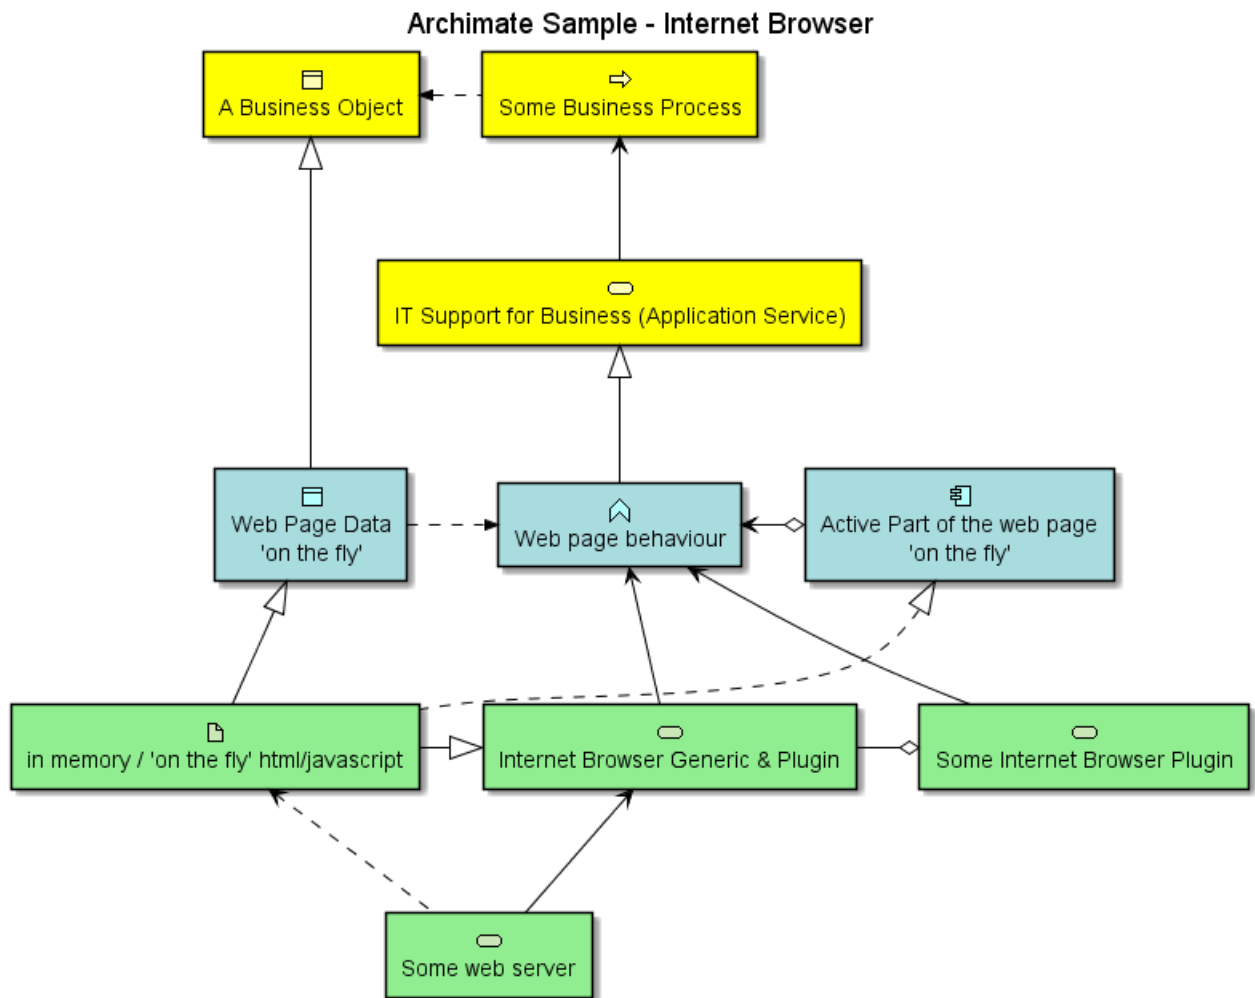 Archimate Sample - Internet Browser
A Business Object
Some Business Process
IT Support for Business (Application Service)
Web Page Data
'on the fly'
Web page behaviour
Active Part of the web page
'on the fly'
in memory / 'on the fly' html/javascript
Internet Browser Generic & Plugin
Some Internet Browser Plugin
Some web server